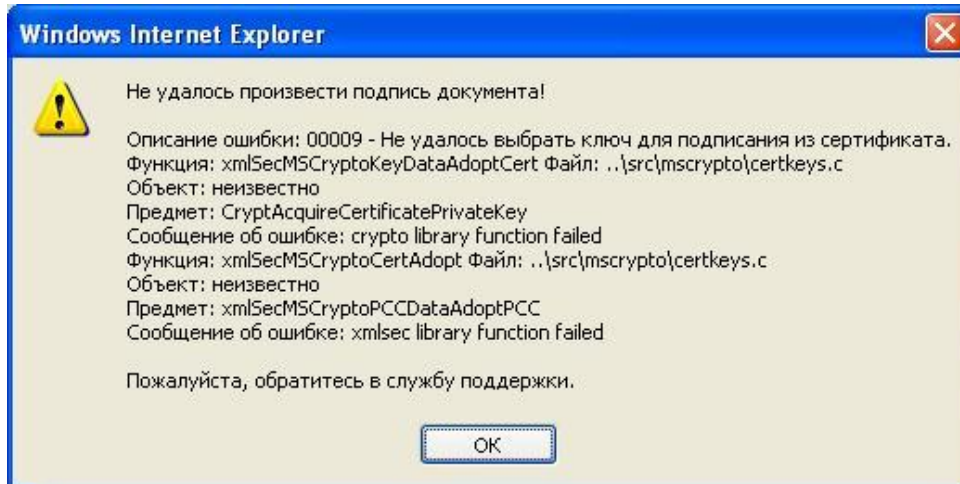 Windows Internet Explorer
Не удалось произвести подпись документа!
Описание ошибки: 00009 - Не удалось выбрать ключ для подписания из сертификата.
Функция: xmlSecMSCryptoKeyDataAdoptCert Файл: ..\src\mscrypto\certkeys.c
Объект: неизвестно
Предмет: CryptAcquireCertificatePrivateKey
Сообщение об ошибке: crypto library function failed
Функция: xmlSecMSCryptoCertAdopt Файл: ..\src\mscrypto\certkeys.c
Объект: неизвестно
Предмет: xmlSecMSCryptoPCCDataAdoptPCC
Сообщение об ошибке: xmlsec library function failed
Пожалуйста, обратитесь в службу поддержки.
ОК